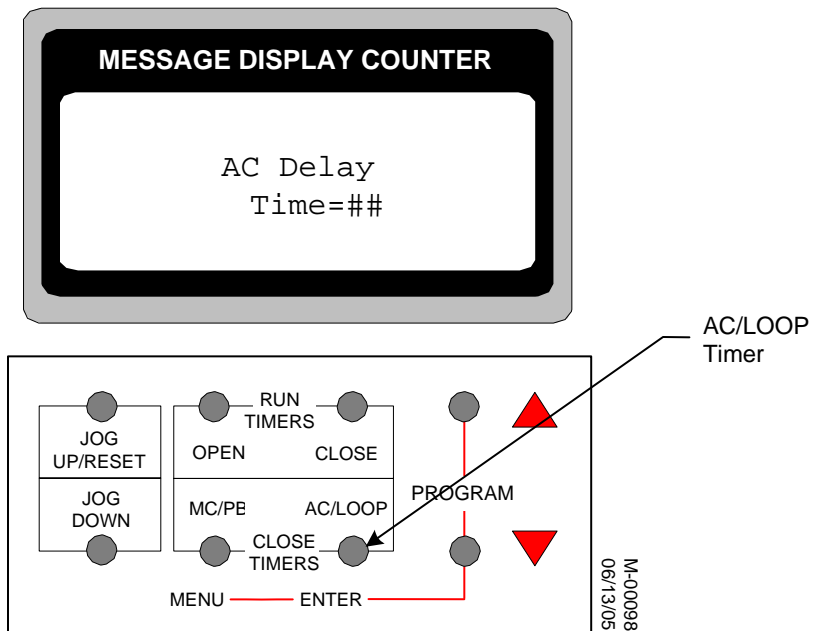 MESSAGE DISPLAY COUNTER
AC Delay
Time=##
AC/LOOP
Timer
RUN
TIMERS
JOG
UP/RESET
OPEN
CLOSE
JOG
DOWN
MC/PB
AC/LOOP
PROGRAM
CLOSE
TIMERS
MENU
ENTER
M-00098
06/13/05